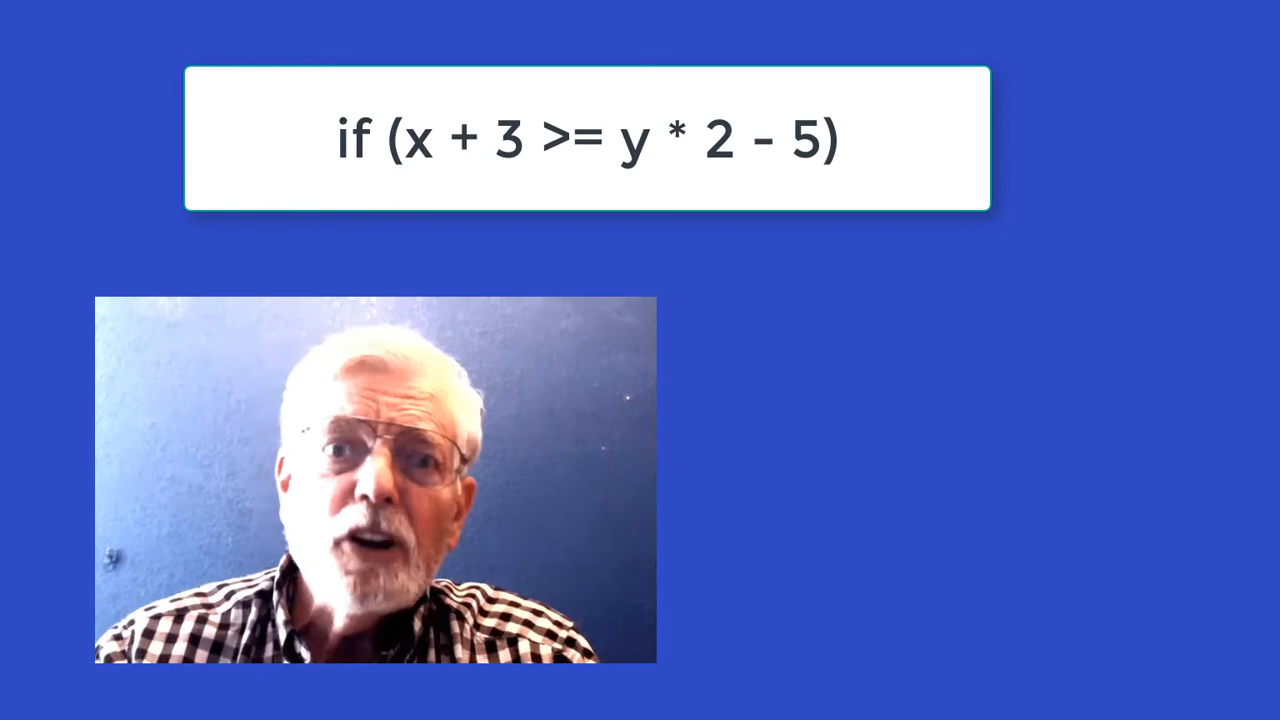 if (x + 3 >= y * 2 - 5)